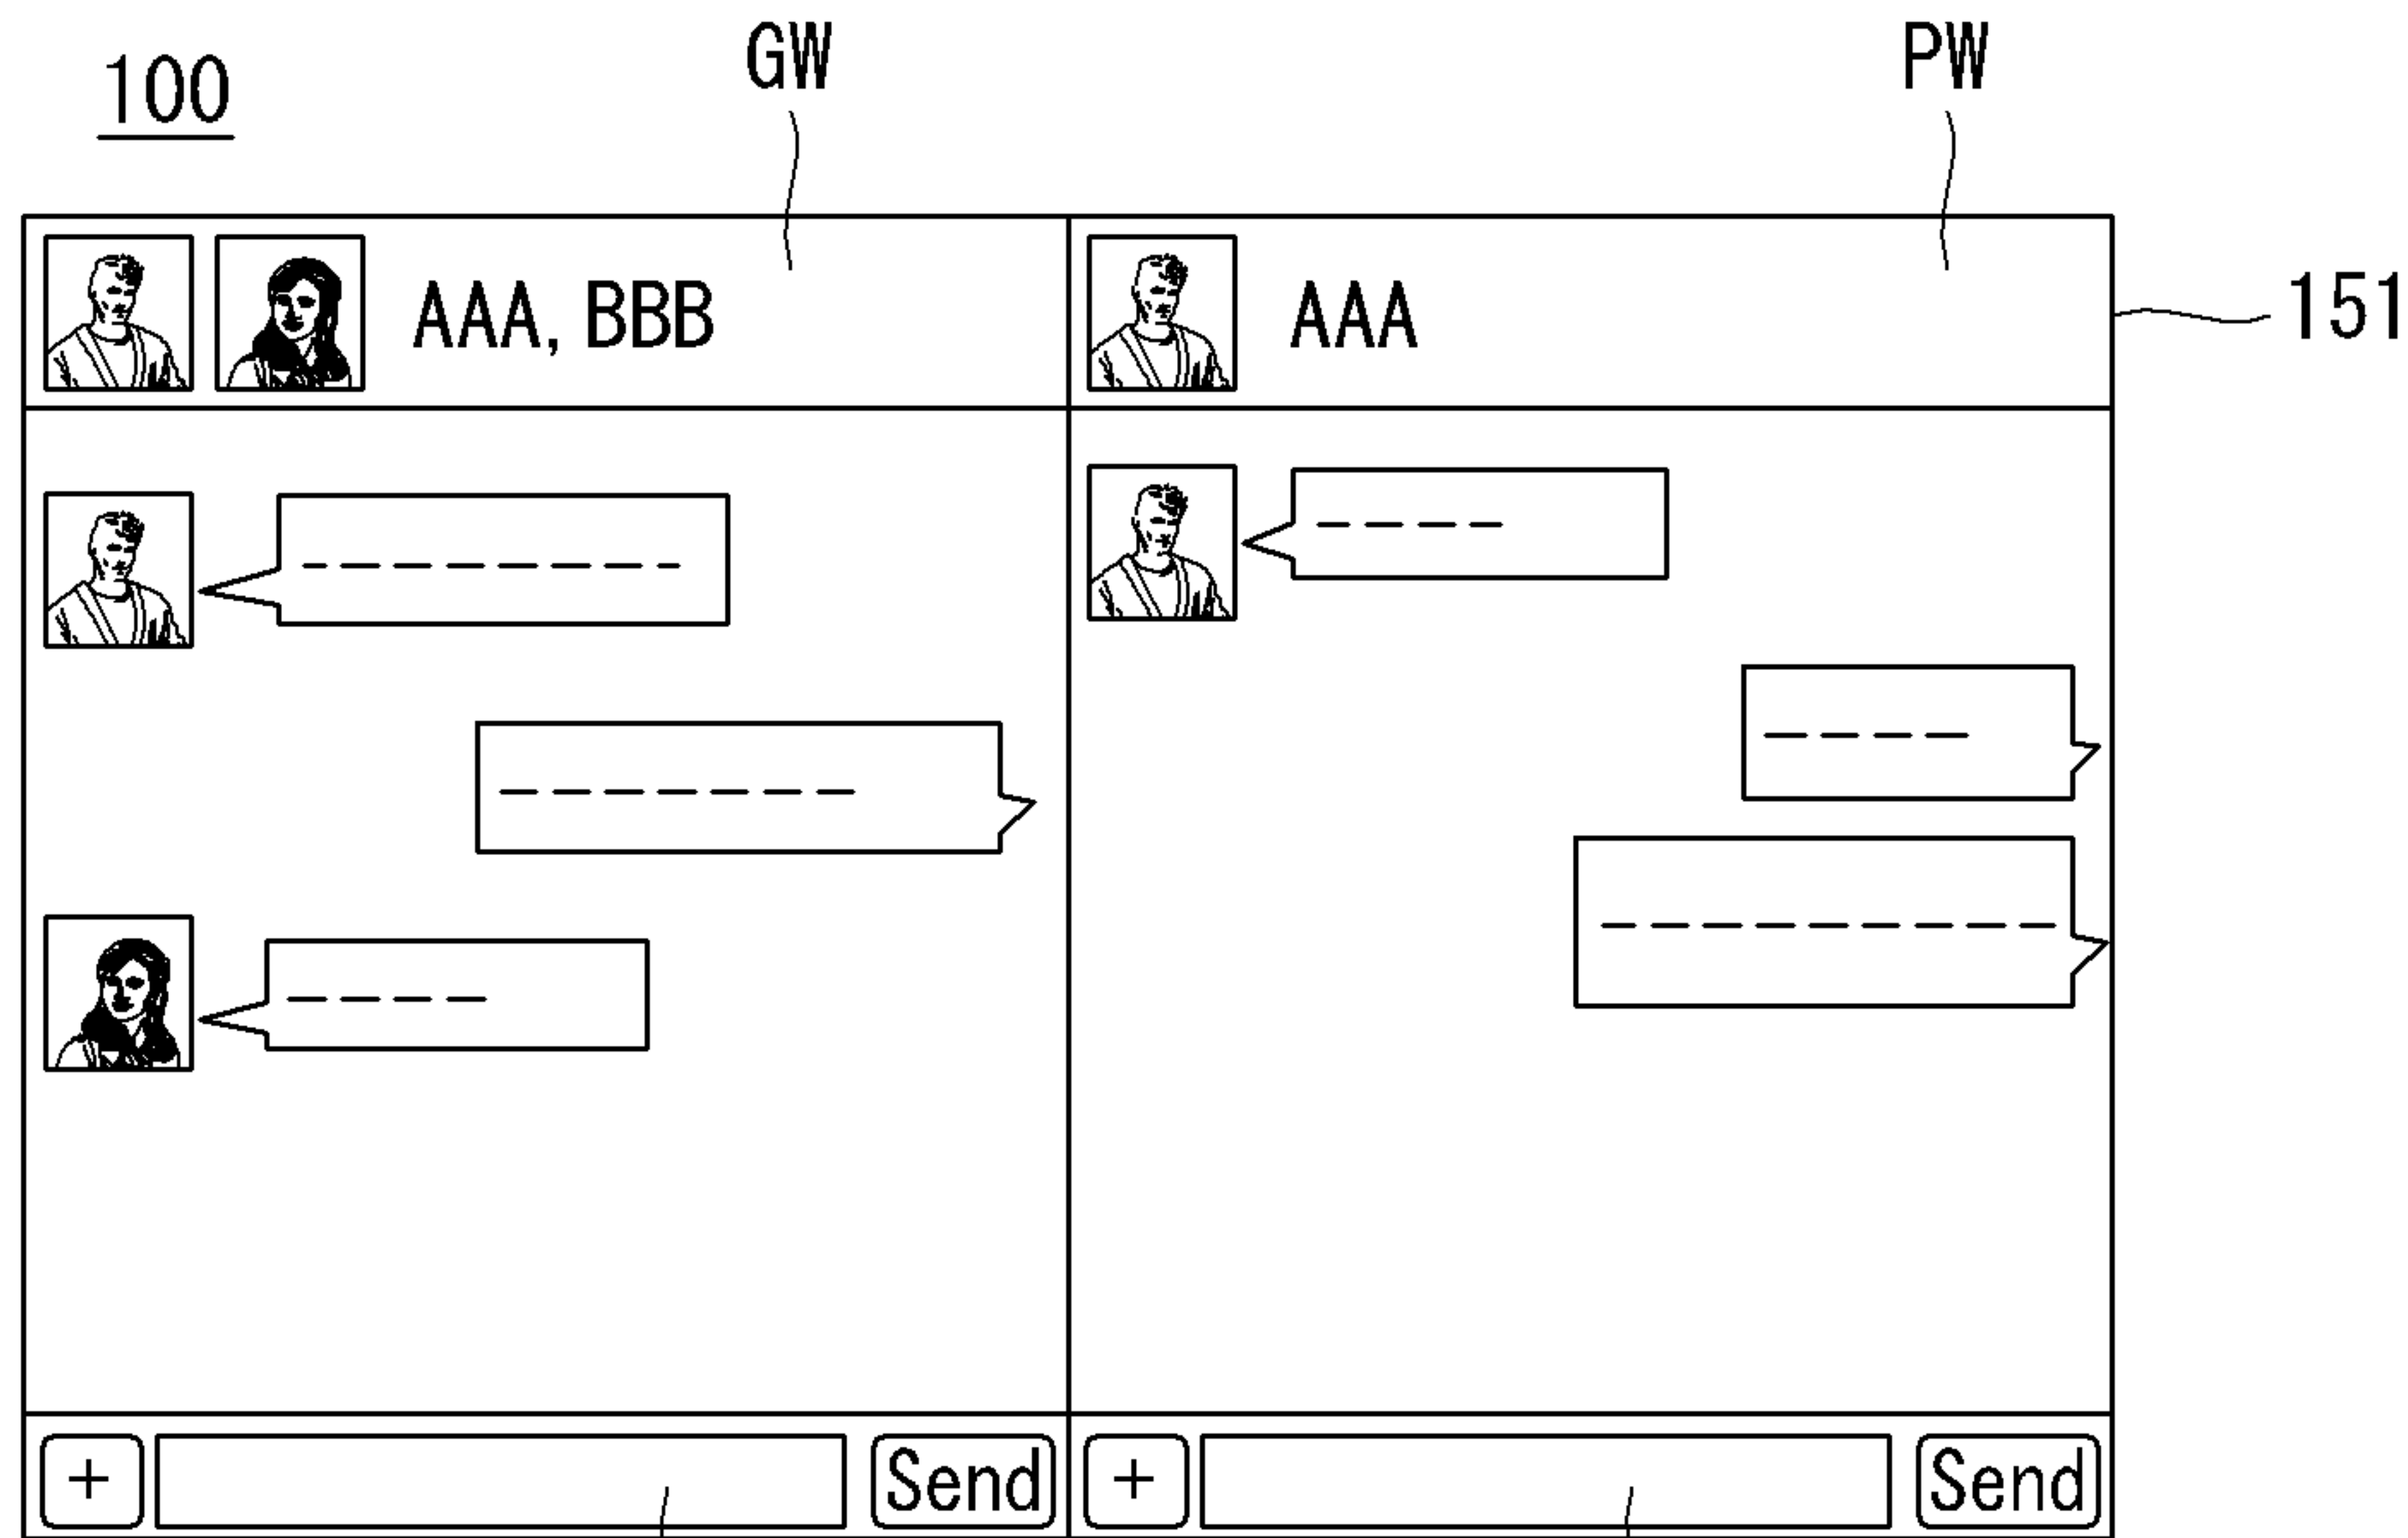 100
GW
PW
AAA, BBB
AAA
151
+
Send
+
Send